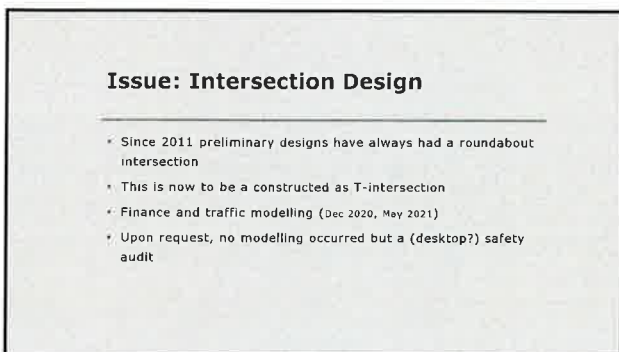 Issue: Intersection Design
• Since 2011 preliminary designs have always had a roundabout
intersection
• This is now to be a constructed as T-intersection
• Finance and traffic modelling (Dec 2020, May 2021)
• Upon request, no modelling occurred but a (desktop?) safety
audit